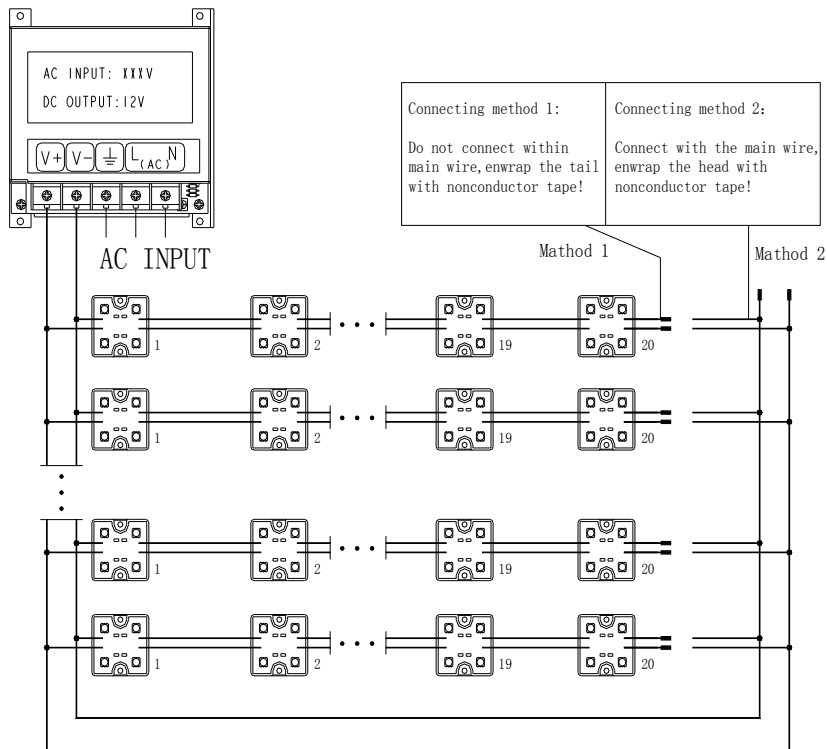 AC INPUT: XXXV
DC OUTPUT:12V
V+ V- L(AC)N
AC INPUT
Connecting method 1:
Do not connect within
main wire,enwrap the tail
with nonconductor tape!
Connecting method 2:
Connect with the main wire,
enwrap the head with
nonconductor tape!
Mathod 1
Mathod 2
1 2 19 20
1 2 19 20
1 2 19 20
1 2 19 20